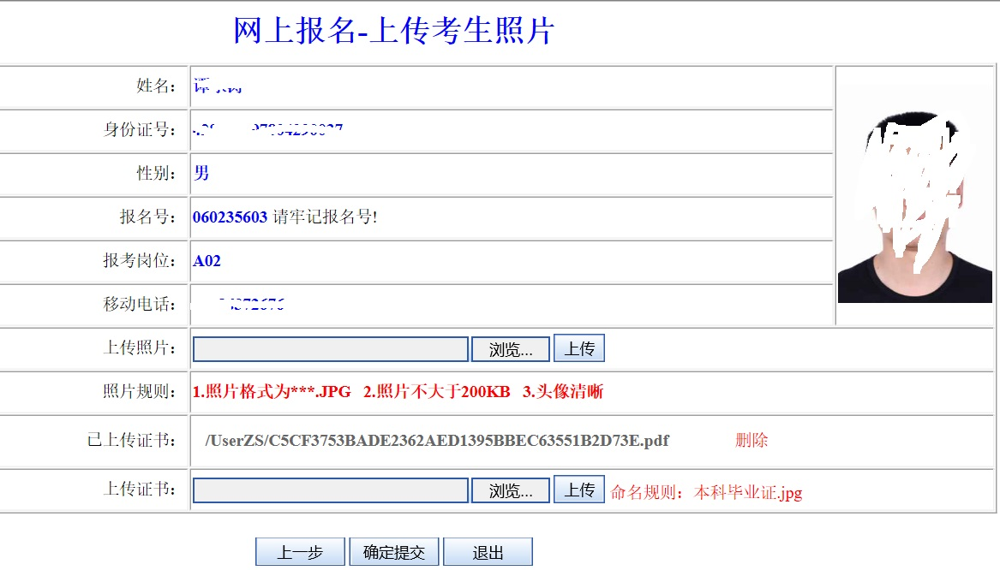 网上报名-上传考生照片
姓名：
身份证号：
性别： 男
报名号： 060235603 请牢记报名号!
报考岗位： A02
移动电话：
上传照片： 浏览... 上传
照片规则： 1.照片格式为***.JPG 2.照片不大于200KB 3.头像清晰
已上传证书： /UserZS/C5CF3753BADE2362AED1395BBEC63551B2D73E.pdf 删除
上传证书： 浏览... 上传 命名规则：本科毕业证.jpg
上一步 确定提交 退出